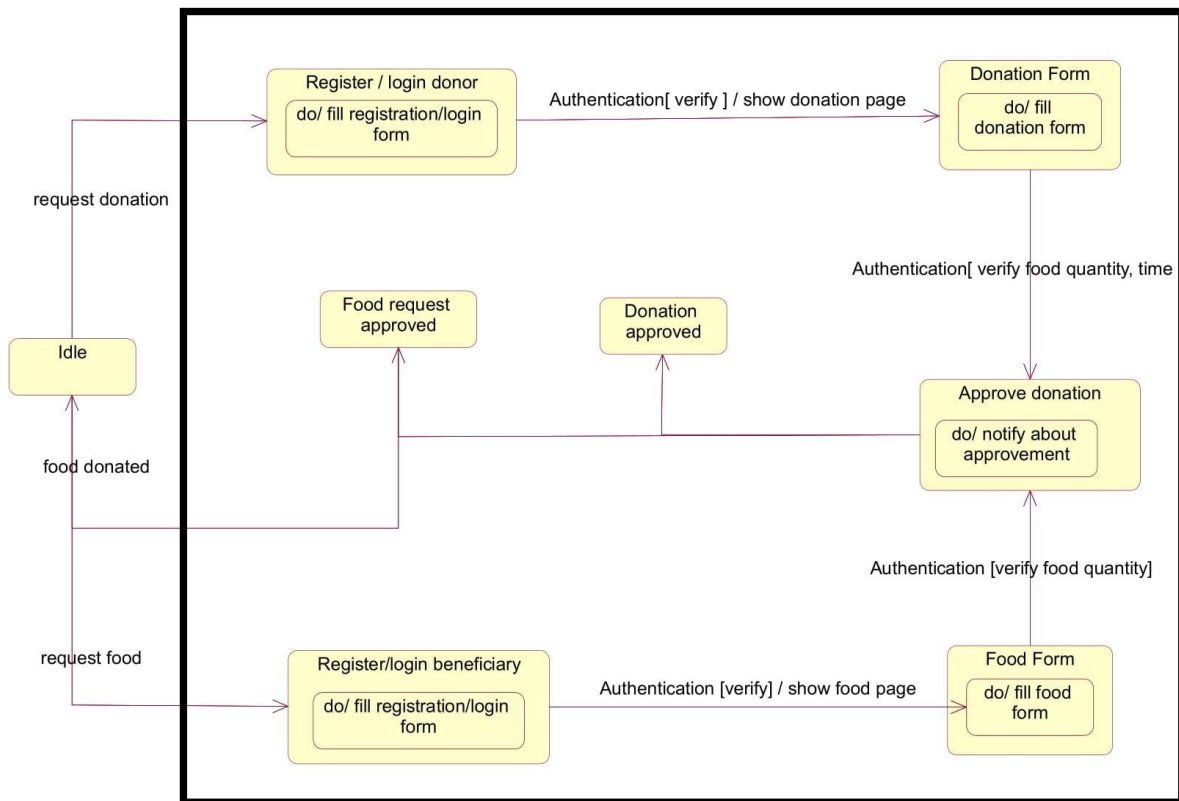 Register / login donor
do/ fill registration/login
form
Authentication[ verify ] / show donation page
Donation Form
do/ fill
donation form
request donation
Authentication[ verify food quantity, time
Food request
approved
Donation
approved
Idle
Approve donation
do/ notify about
approvement
food donated
Authentication [verify food quantity]
request food
Register/login beneficiary
do/ fill registration/login
form
Authentication [verify] / show food page
Food Form
do/ fill food
form